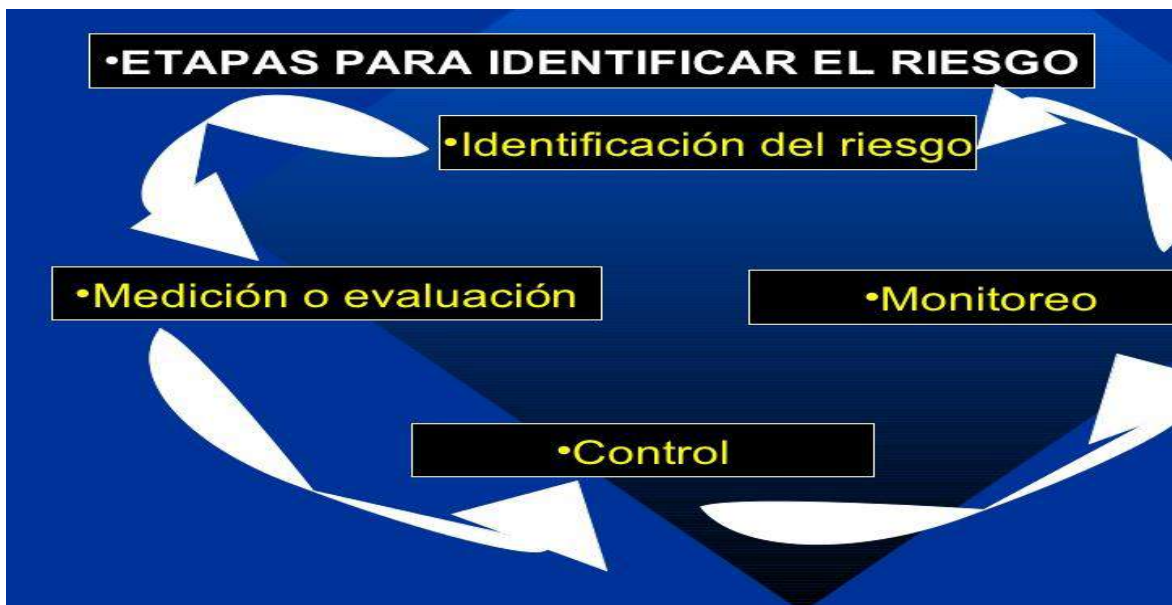 •ETAPAS PARA IDENTIFICAR EL RIESGO
•Identificación del riesgo
•Medición o evaluación
•Monitoreo
•Control